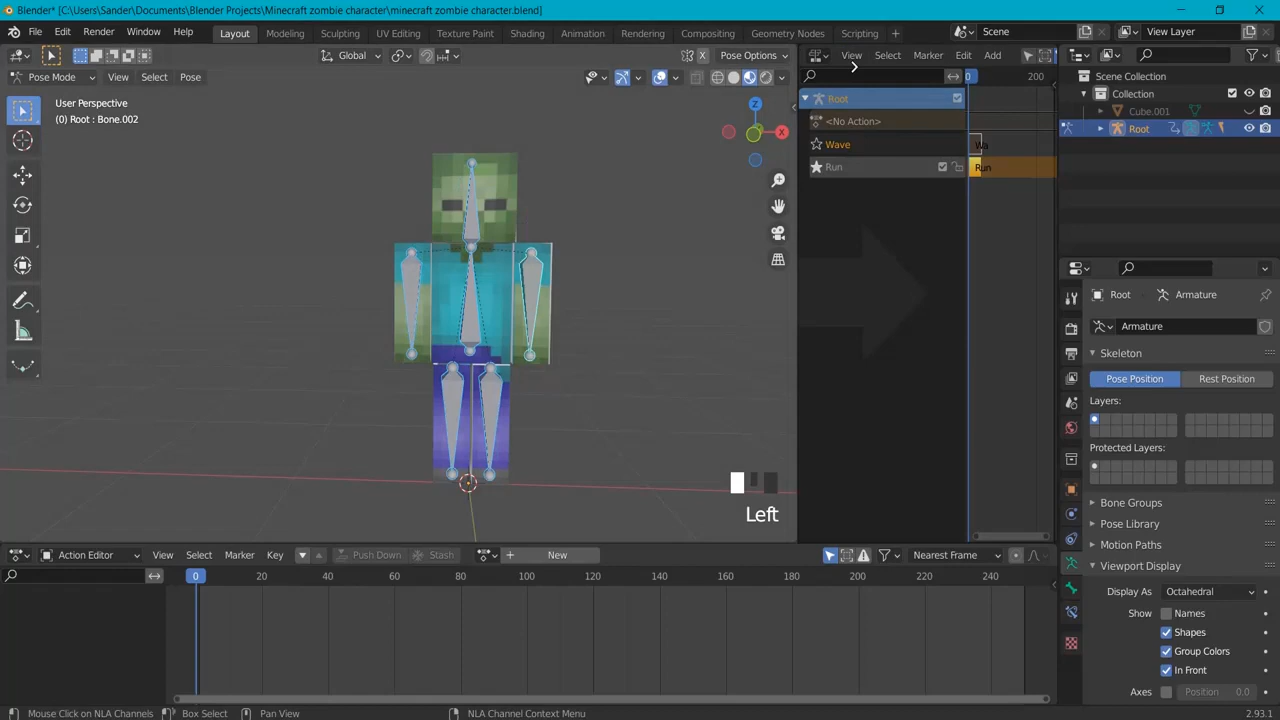 Blender* [C:\Users\Sander\Documents\Blender Projects\Minecraft zombie character\minecraft zombie character.blend]
File Edit Render Window Help Layout Modeling Sculpting UV Editing Texture Paint Shading Animation Rendering Compositing Geometry Nodes Scripting + Scene View Layer
Global Pose Options View Select Marker Edit Add
Pose Mode View Select Pose
0 200
Scene Collection
User Perspective
(0) Root : Bone.002
Z
X
Root
<No Action>
Wave
Wa
Run
Run
Collection
Cube.001
Root
Root Armature
Armature
Skeleton
Pose Position Rest Position
Layers:
Protected Layers:
Bone Groups
Pose Library
Motion Paths
Viewport Display
Display As Octahedral
Show Names
Shapes
Group Colors
In Front
Axes Position 0.0
Left
Action Editor View Select Marker Key Push Down Stash New Nearest Frame
0 20 40 60 80 100 120 140 160 180 200 220 240
Mouse Click on NLA Channels Box Select Pan View NLA Channel Context Menu 2.93.1